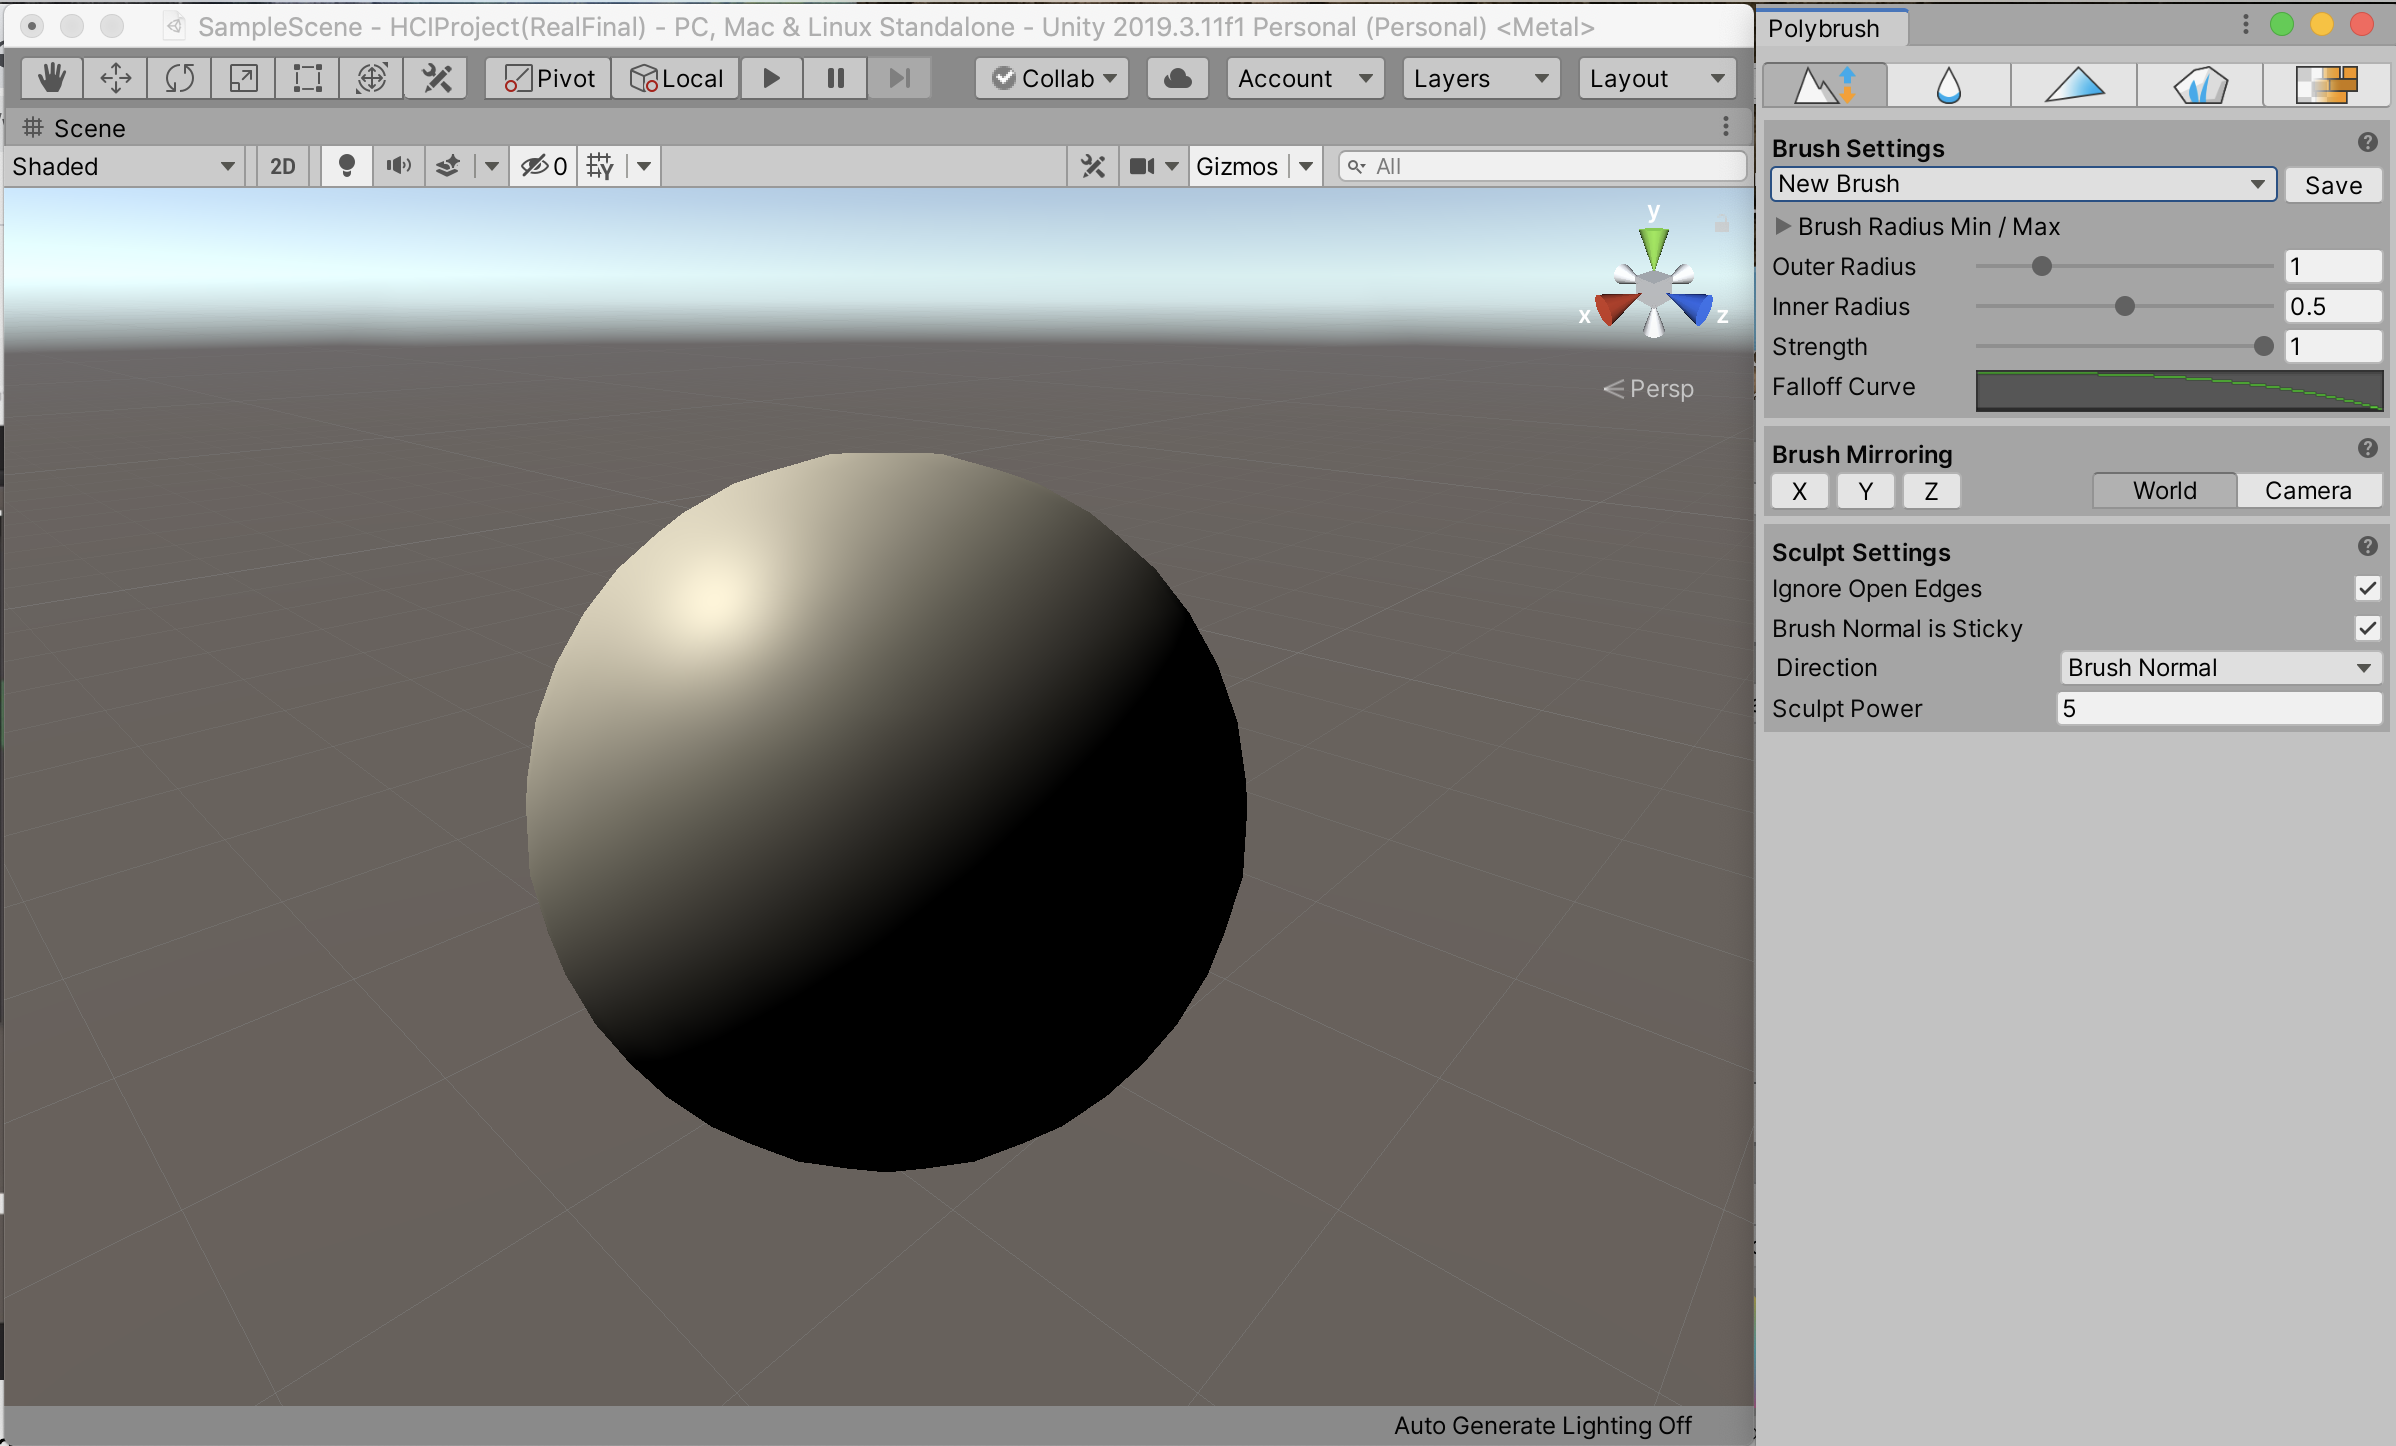 SampleScene - HCIProject(RealFinal) - PC, Mac & Linux Standalone - Unity 2019.3.11f1 Personal (Personal) <Metal>
Pivot Local Collab Account Layers Layout
Scene
Shaded 2D 0 Gizmos All
y
x z
Persp
Auto Generate Lighting Off
Polybrush
Brush Settings
New Brush Save
Brush Radius Min / Max
Outer Radius 1
Inner Radius 0.5
Strength 1
Falloff Curve
Brush Mirroring
X Y Z World Camera
Sculpt Settings
Ignore Open Edges
Brush Normal is Sticky
Direction Brush Normal
Sculpt Power 5